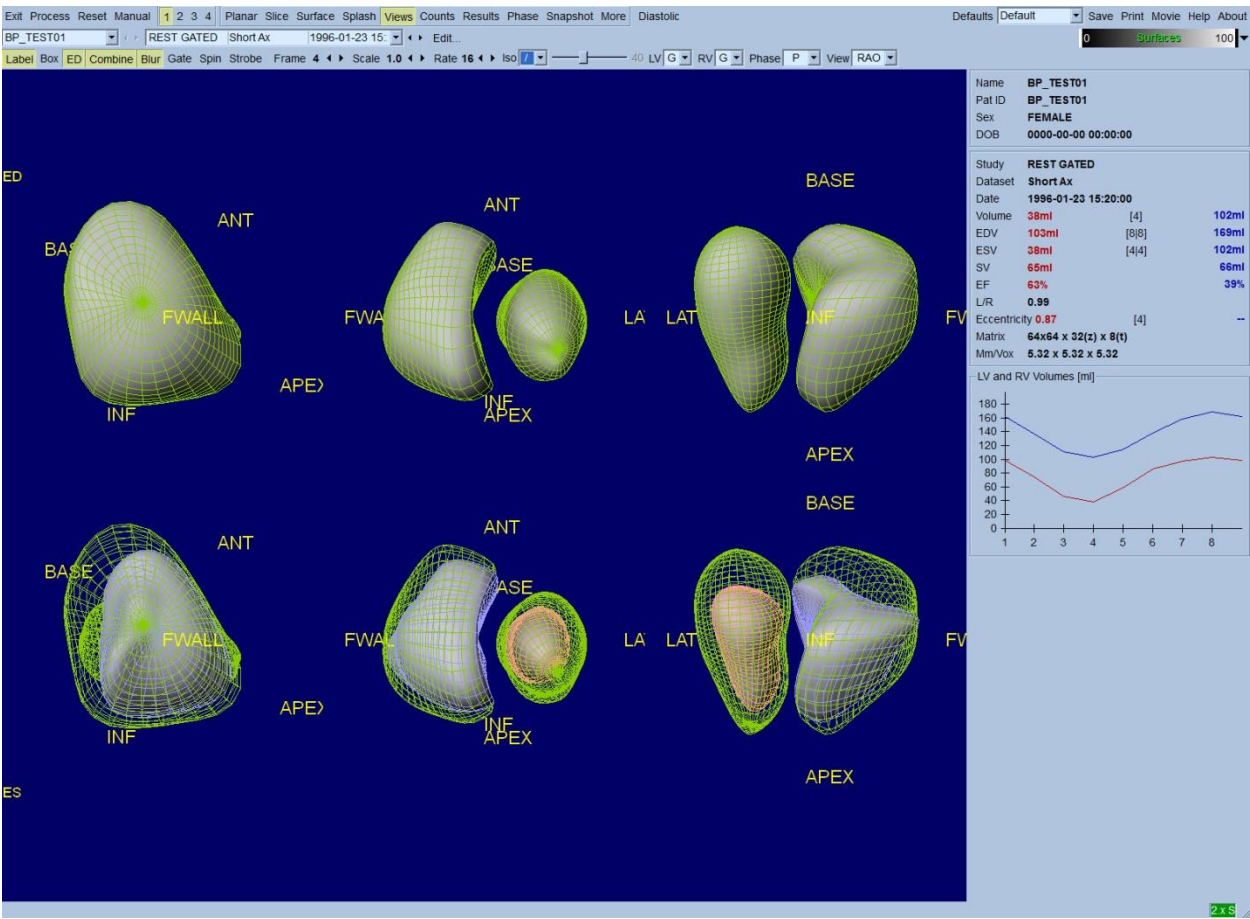 Exit Process Reset Manual 1 2 3 4 Planar Slice Surface Splash Views Counts Results Phase Snapshot More Diastolic Defaults Default Save Print Movie Help About
BP_TEST01 REST GATED Short Ax 1996-01-23 15: Edit... 0 Surfaces 100
Label Box ED Combine Blur Gate Spin Strobe Frame 4 Scale 1.0 Rate 16 Iso / 40 LV G RV G Phase P View RAO
Name BP_TEST01
Pat ID BP_TEST01
Sex FEMALE
DOB 0000-00-00 00:00:00
Study REST GATED
Dataset Short Ax
Date 1996-01-23 15:20:00
Volume 38ml [4] 102ml
EDV 103ml [8|8] 169ml
ESV 38ml [4|4] 102ml
SV 65ml 66ml
EF 63% 39%
L/R 0.99
Eccentricity 0.87 [4] --
Matrix 64x64 x 32(z) x 8(t)
Mm/Vox 5.32 x 5.32 x 5.32
LV and RV Volumes [ml]
180
160
140
120
100
80
60
40
20
0
1 2 3 4 5 6 7 8
ED
ANT
BAS
FWALL
APEX
INF
ANT
BASE
FWA
LA
INF
APEX
BASE
LAT
INF
FW
APEX
ANT
BASE
FWALL
APEX
INF
ANT
BASE
FWAL
LA
INF
APEX
BASE
LAT
INF
FW
APEX
ES
2 x S